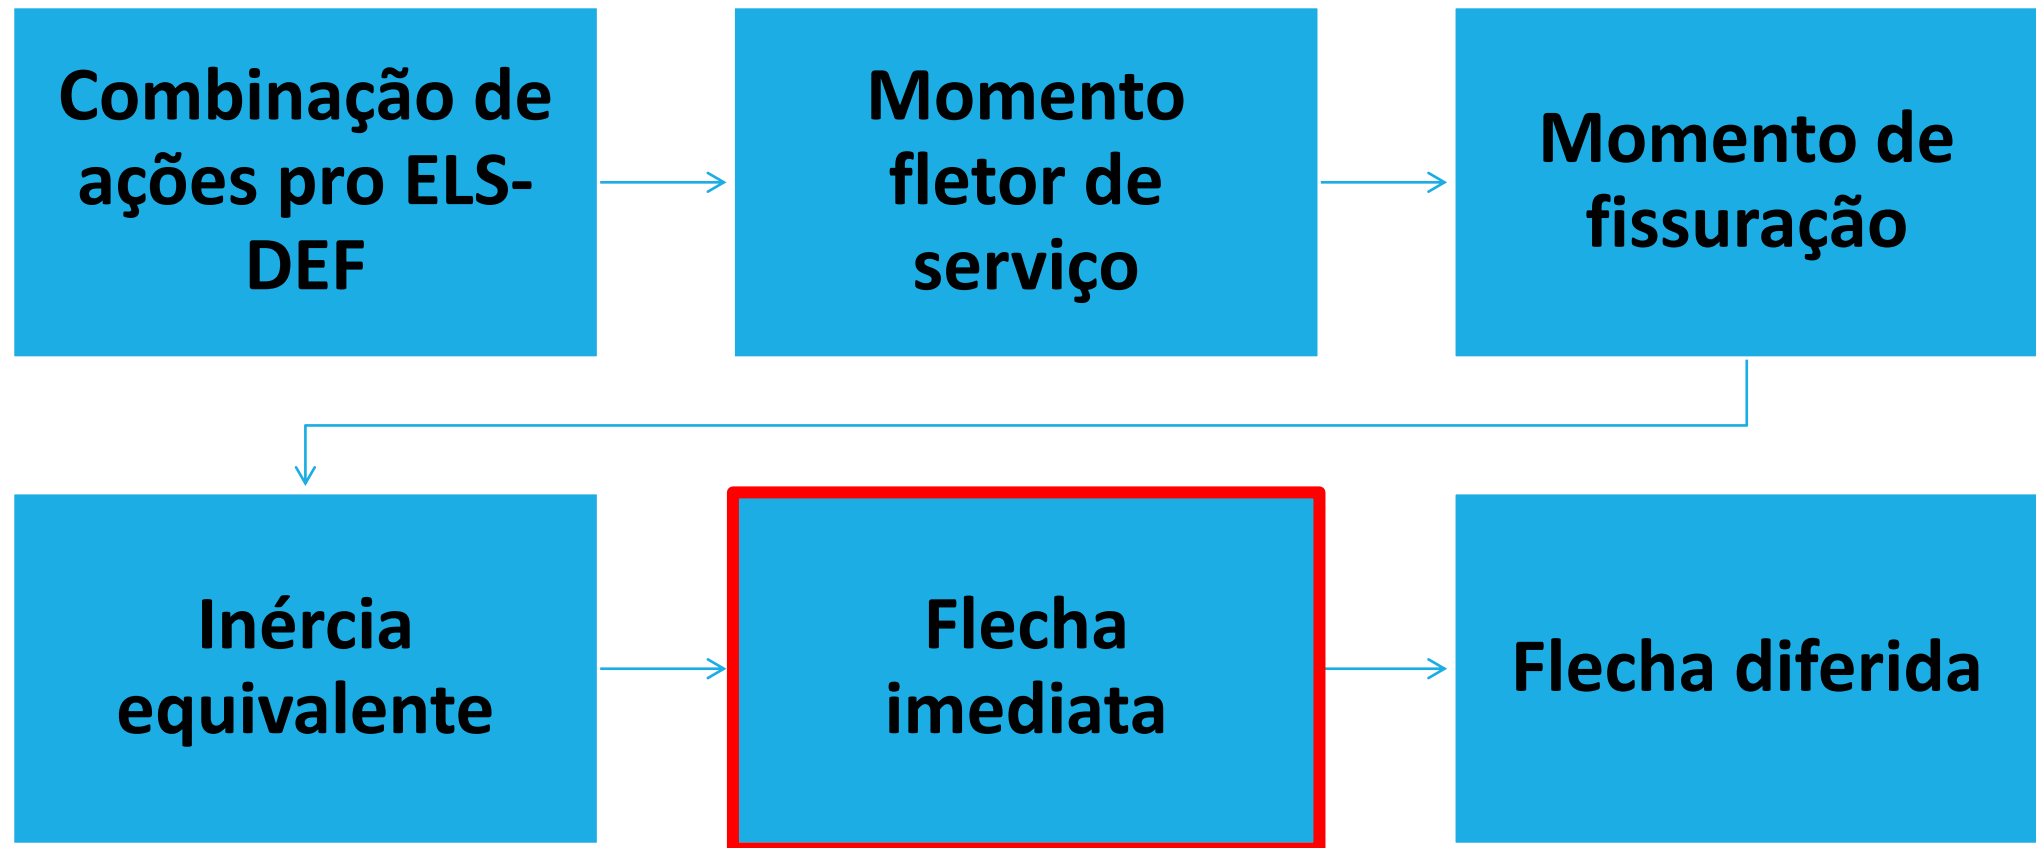 Combinação de
ações pro ELS-
DEF
Momento
fletor de
serviço
Momento de
fissuração
Inércia
equivalente
Flecha
imediata
Flecha diferida